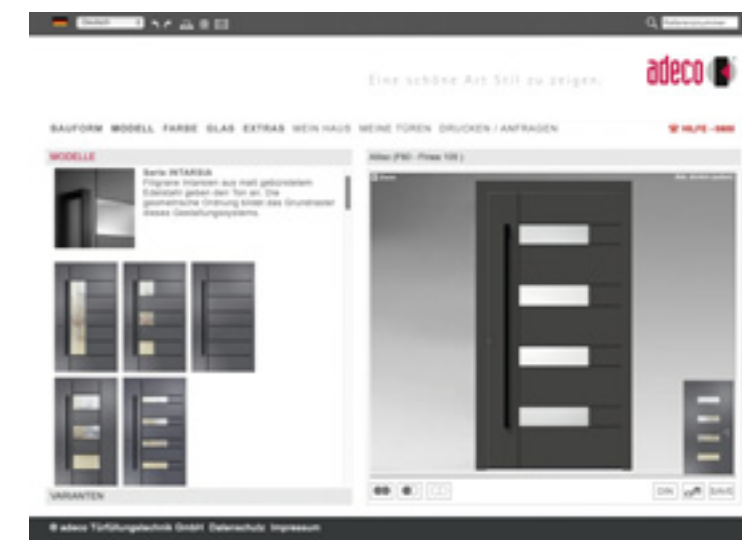 Deutsch
Referenznummer
Eine schöne Art Stil zu zeigen.
adeco
BAUFORM MODELL FARBE GLAS EXTRAS MEIN HAUS MEINE TÜREN DRUCKEN / ANFRAGEN
HILFE
MODELLE
Serie INTARSIA
Filigrane Intarsien aus matt gebürstetem
Edelstahl geben den Ton an. Die
geometrische Ordnung bildet das Grundraster
dieses Gestaltungssystems.
VARIANTEN
DIN
SAVE
© adeco Türfüllungstechnik GmbH Datenschutz Impressum